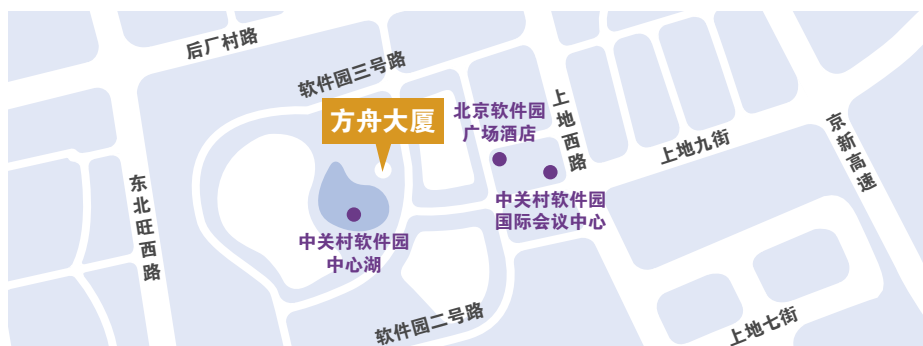 后厂村路
软件园三号路
方舟大厦
北京软件园
广场酒店
上地西路
上地九街
京新高速
东北旺西路
中关村软件园
国际会议中心
中关村软件园
中心湖
软件园二号路
上地七街